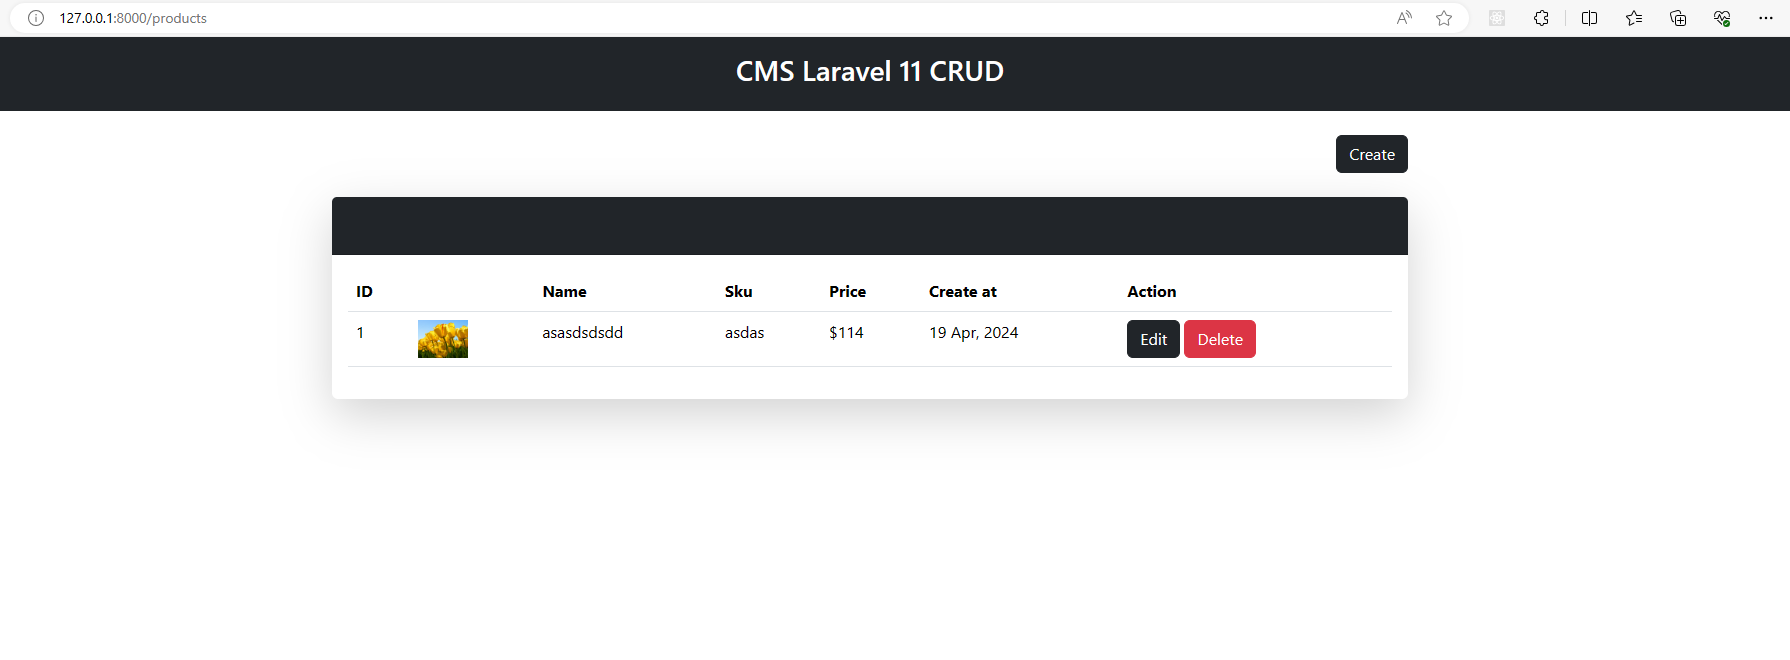 127.0.0.1:8000/products
CMS Laravel 11 CRUD
Create
ID Name Sku Price Create at Action
1 asasdsdsdd asdas $114 19 Apr, 2024 Edit Delete